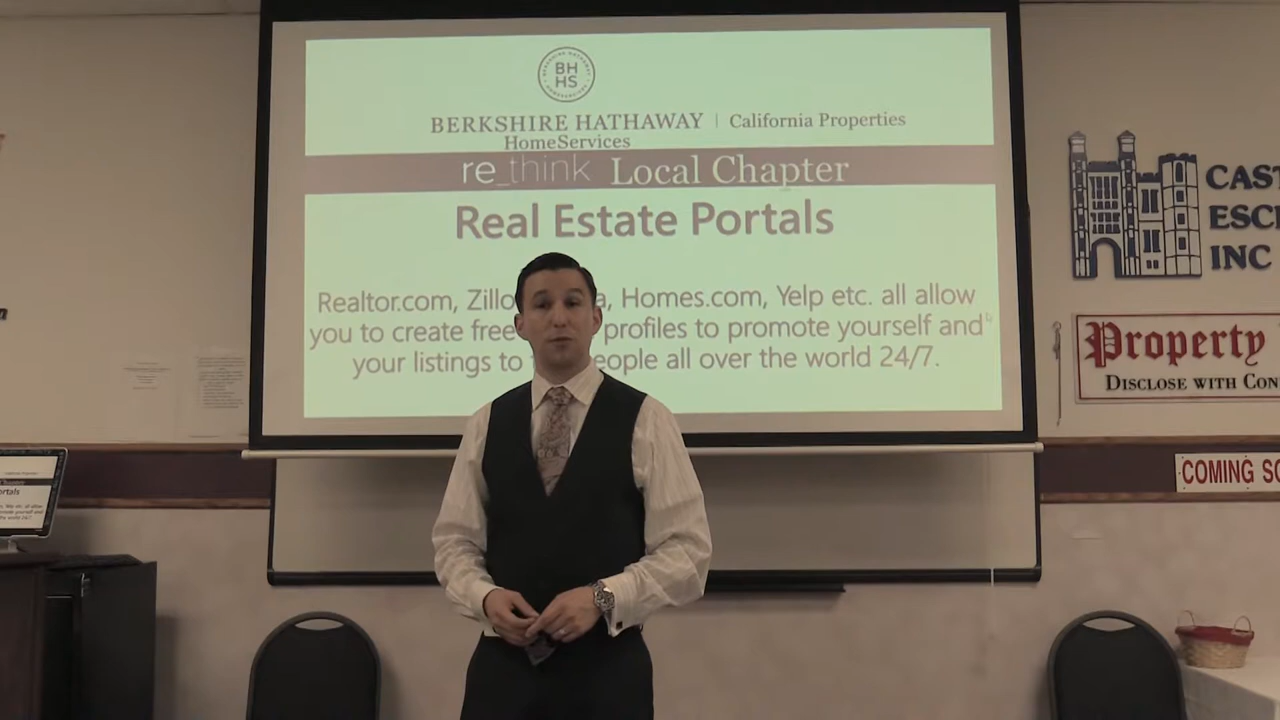 BH
HS
BERKSHIRE HATHAWAY | California Properties
HomeServices
re_think Local Chapter
Real Estate Portals
Realtor.com, Zillo a, Homes.com, Yelp etc. all allow
you to create free profiles to promote yourself and
your listings to eople all over the world 24/7.
CAST
ESCR
INC
Property
DISCLOSE WITH CON
COMING SO